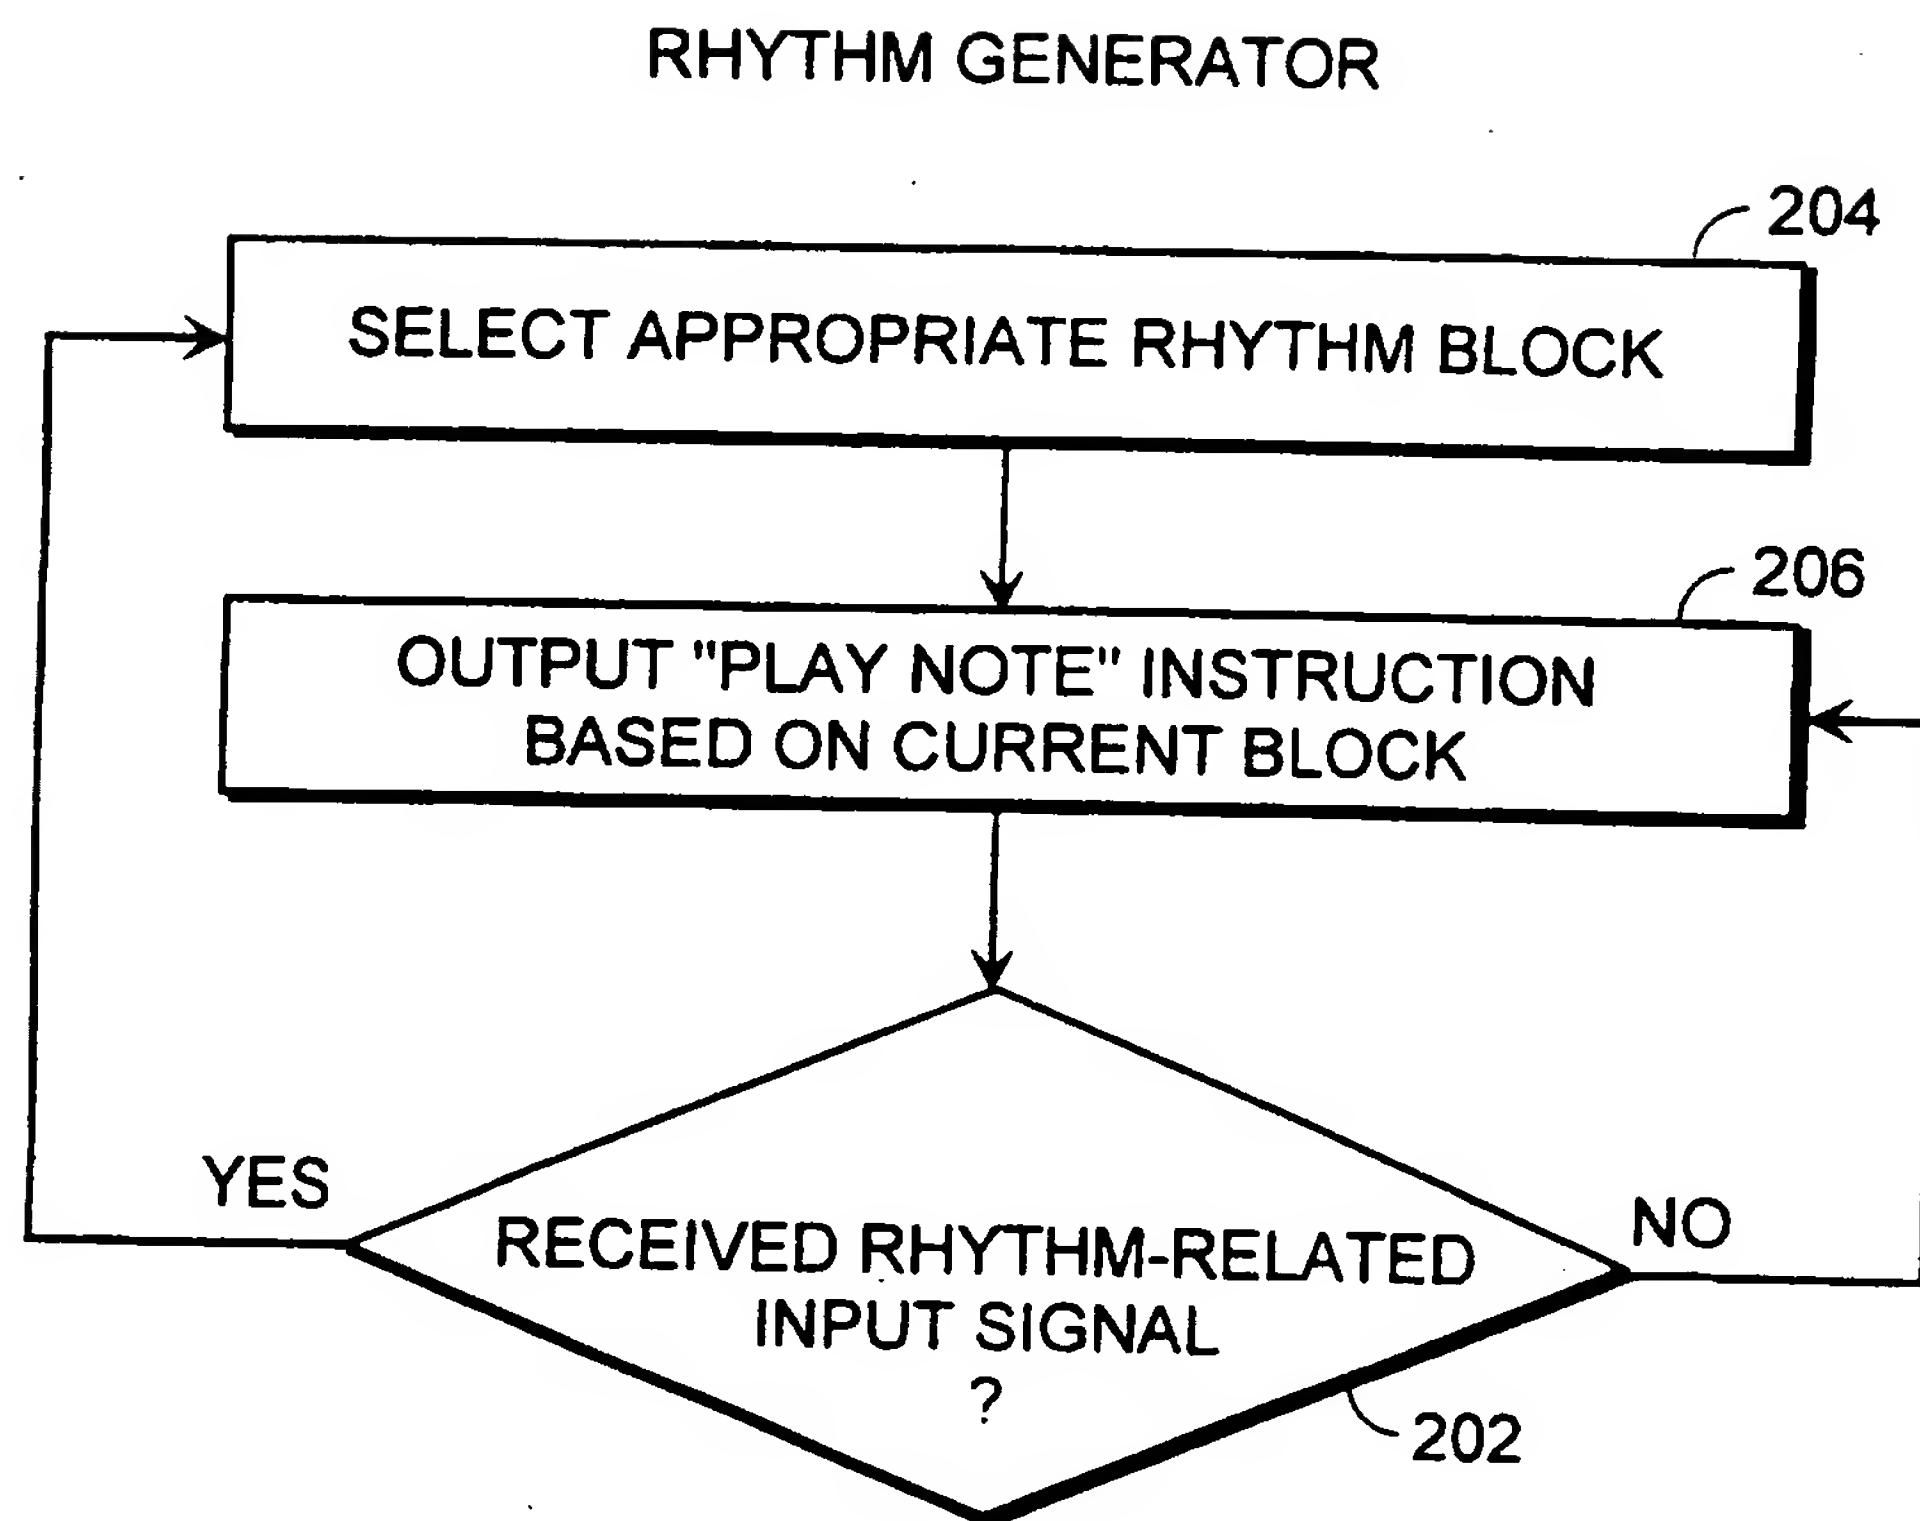 RHYTHM GENERATOR
204
SELECT APPROPRIATE RHYTHM BLOCK
206
OUTPUT "PLAY NOTE" INSTRUCTION
BASED ON CURRENT BLOCK
YES
NO
RECEIVED RHYTHM-RELATED
INPUT SIGNAL
?
202